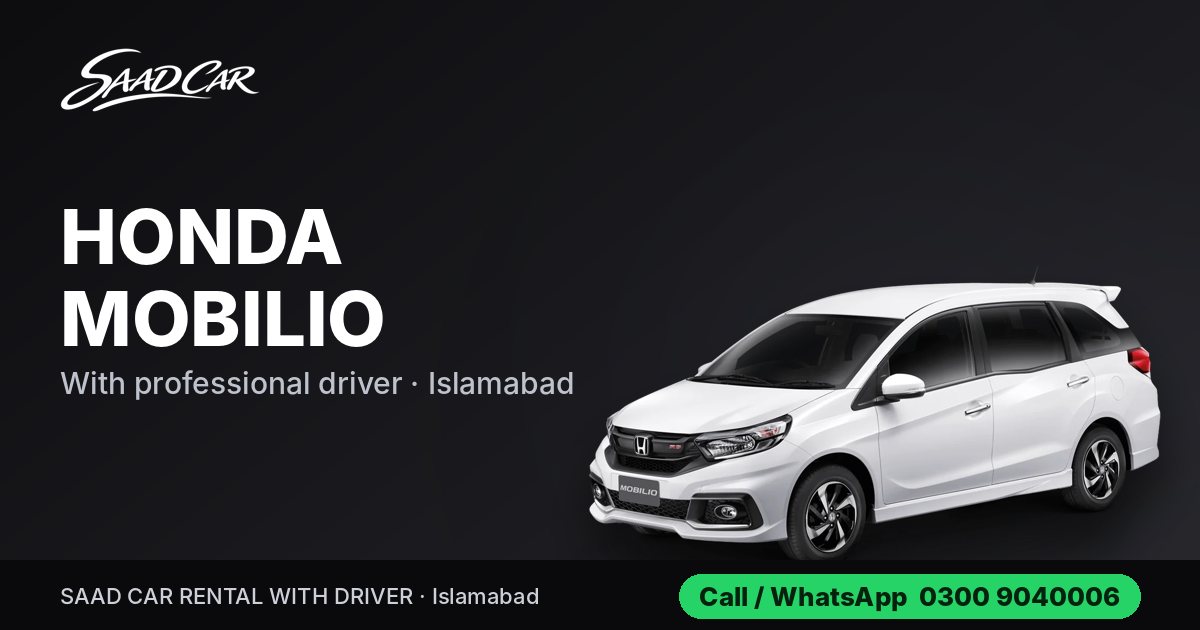 SAAD CAR
HONDA
MOBILIO
With professional driver · Islamabad
RS
MOBILIO
SAAD CAR RENTAL WITH DRIVER · Islamabad
Call / WhatsApp 0300 9040006